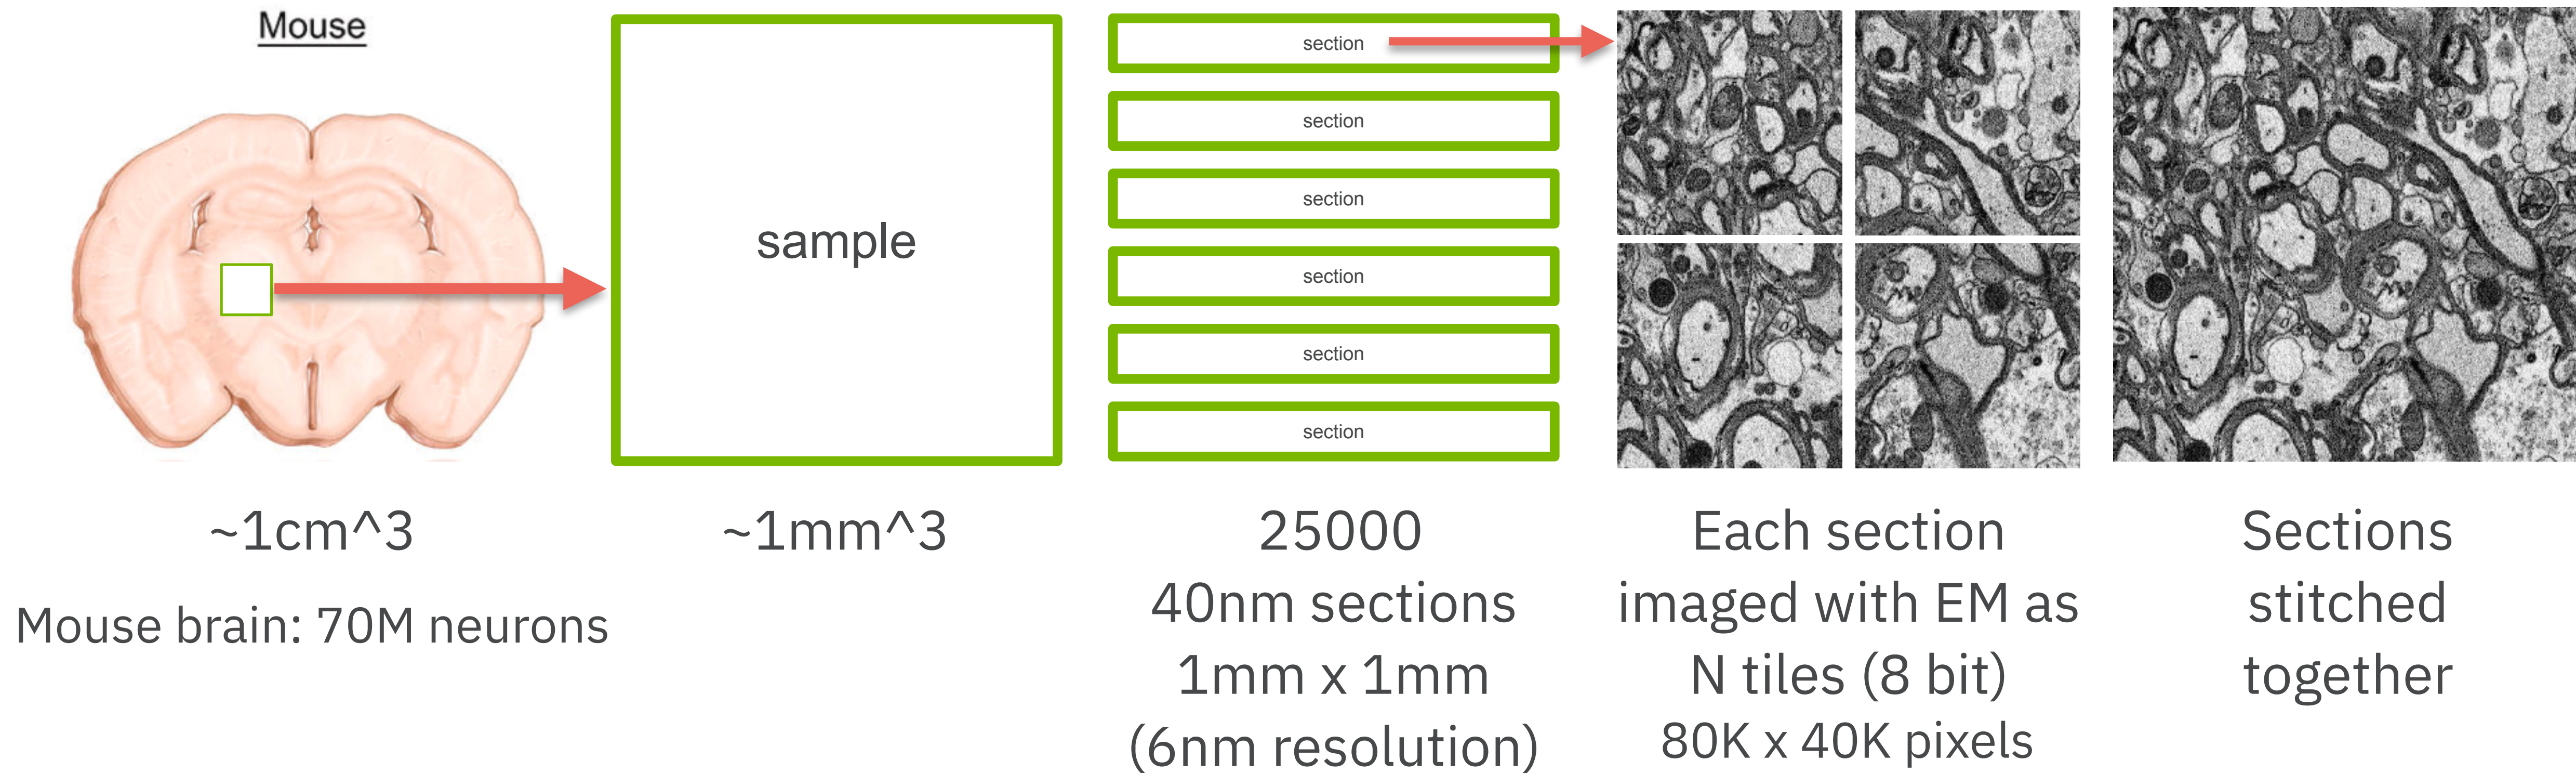 Mouse
sample
section
section
section
section
section
section
~1cm^3
Mouse brain: 70M neurons
~1mm^3
25000
40nm sections
1mm x 1mm
(6nm resolution)
Each section
imaged with EM as
N tiles (8 bit)
80K x 40K pixels
Sections
stitched
together